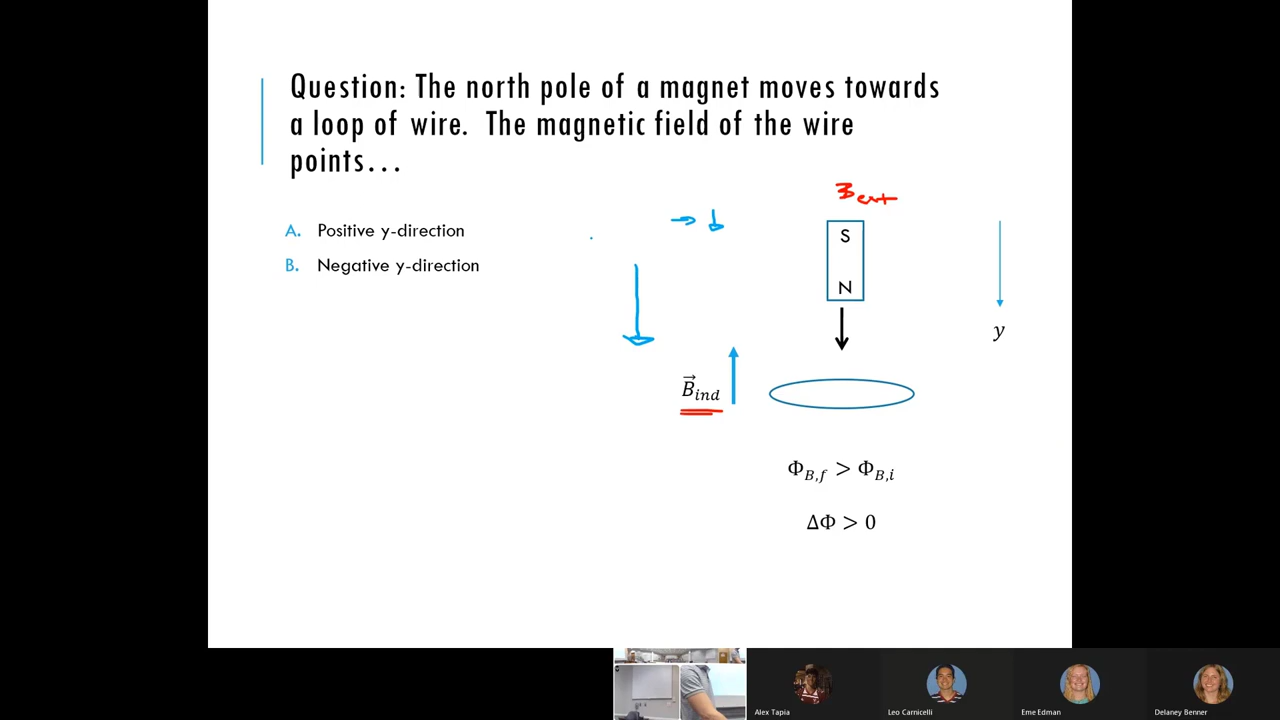 Question: The north pole of a magnet moves towards
a loop of wire. The magnetic field of the wire
points...
A. Positive y-direction
B. Negative y-direction
B ext
S
N
y
B⃗_ind
Φ_B,f > Φ_B,i
ΔΦ > 0
Alex Tapia
Leo Carnicelli
Eme Edman
Delaney Benner